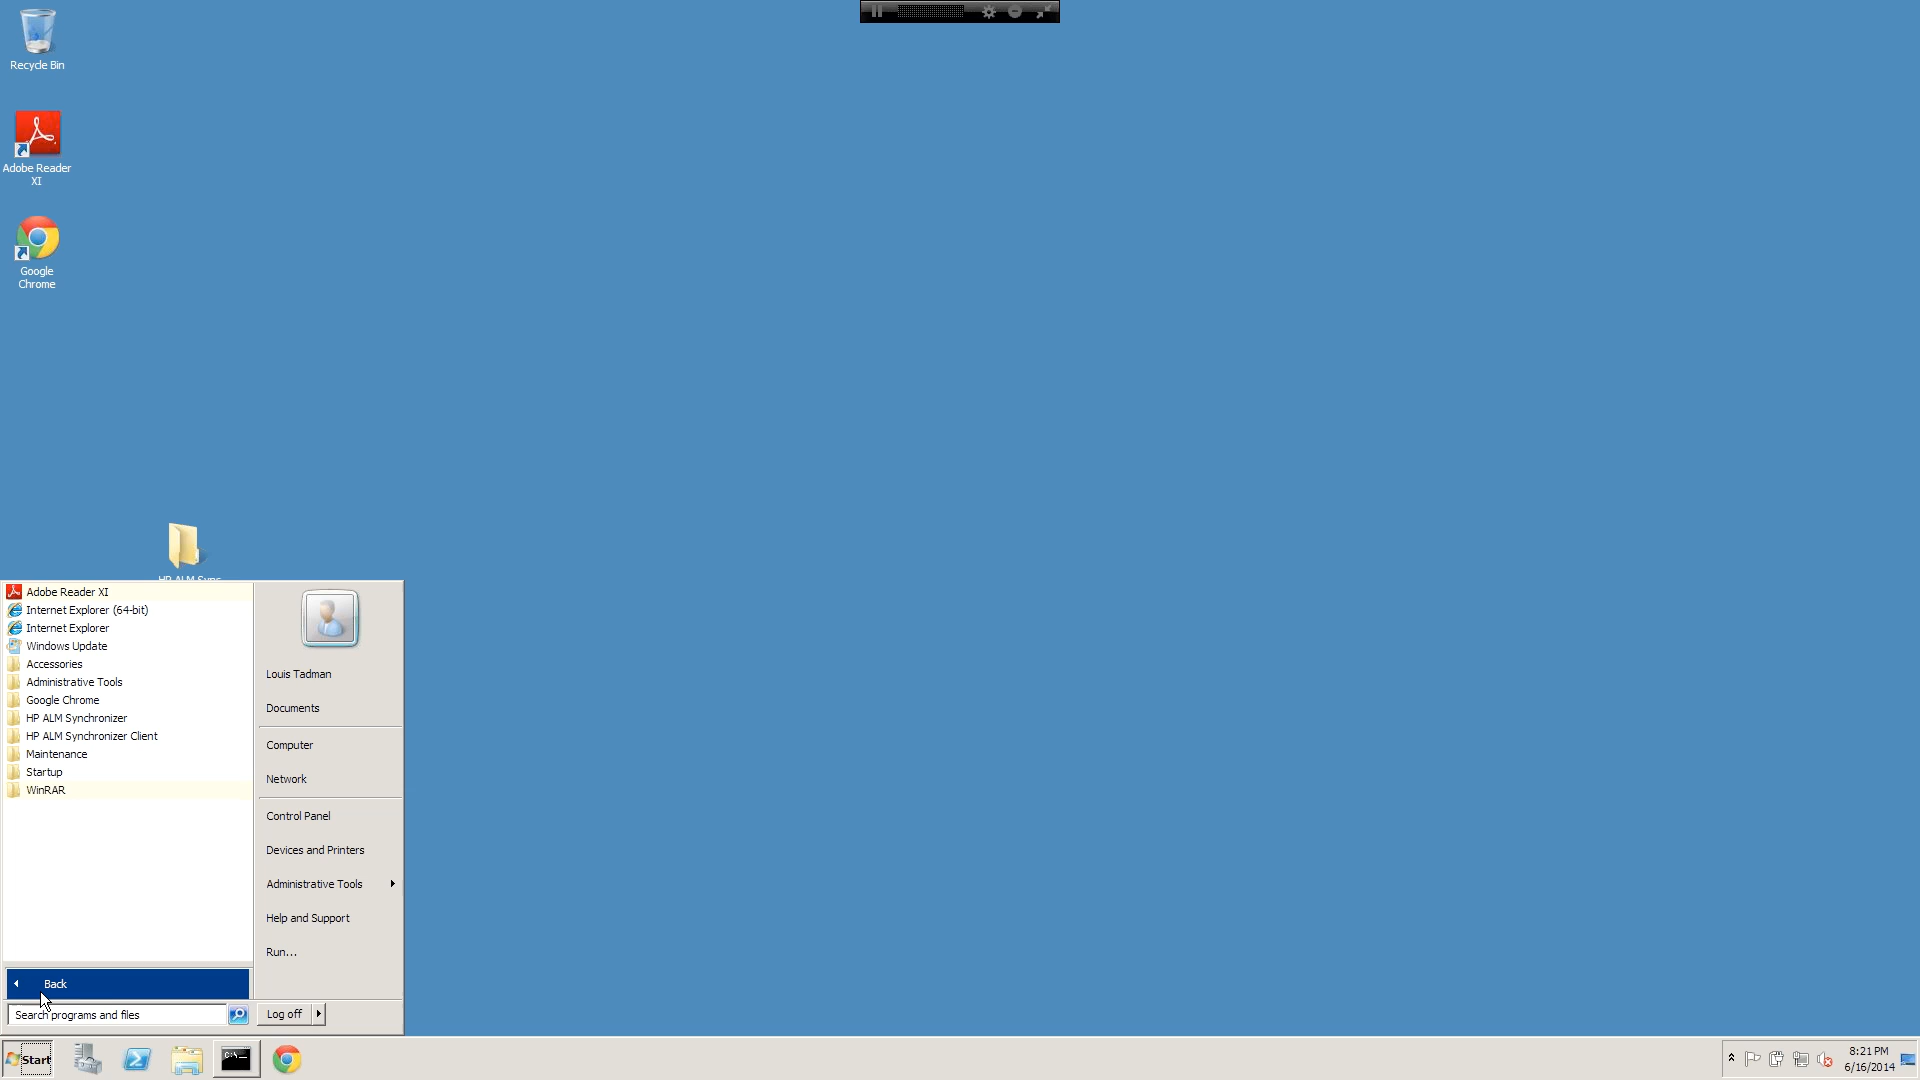 Recycle Bin
Adobe Reader
XI
Google
Chrome
HP ALM Sync
Adobe Reader XI
Internet Explorer (64-bit)
Internet Explorer
Windows Update
Accessories
Administrative Tools
Google Chrome
HP ALM Synchronizer
HP ALM Synchronizer Client
Maintenance
Startup
WinRAR
Back
Search programs and files
Louis Tadman
Documents
Computer
Network
Control Panel
Devices and Printers
Administrative Tools
Help and Support
Run...
Log off
Start
C:\_
8:21 PM
6/16/2014